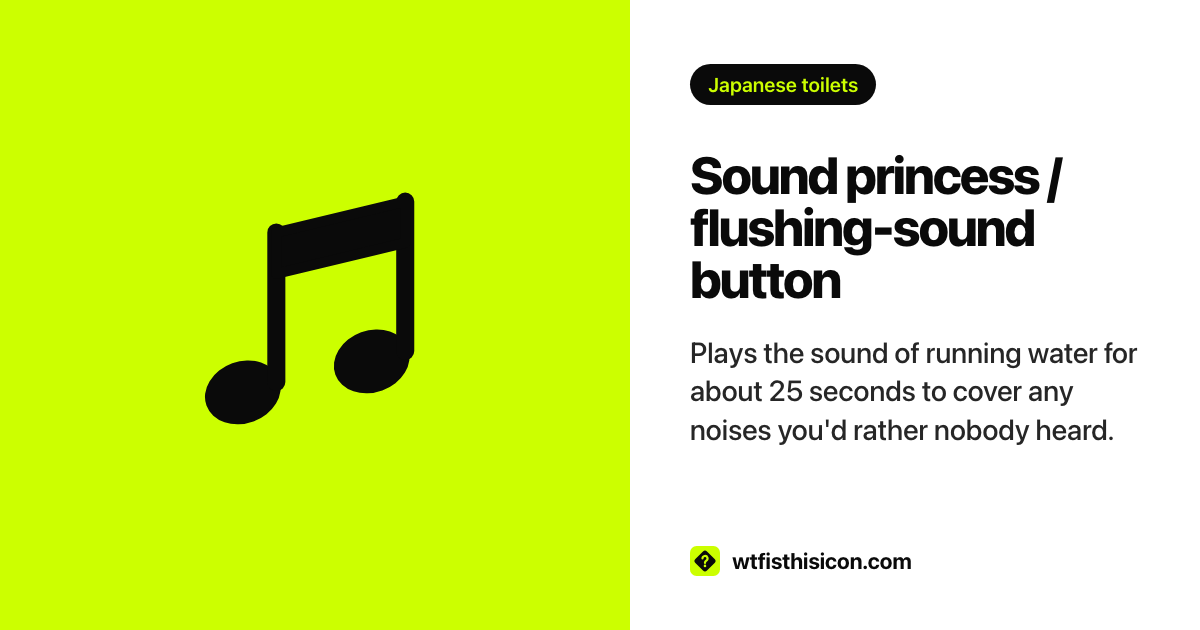 Japanese toilets
Sound princess /
flushing-sound
button
Plays the sound of running water for
about 25 seconds to cover any
noises you'd rather nobody heard.
?
wtfisthisicon.com